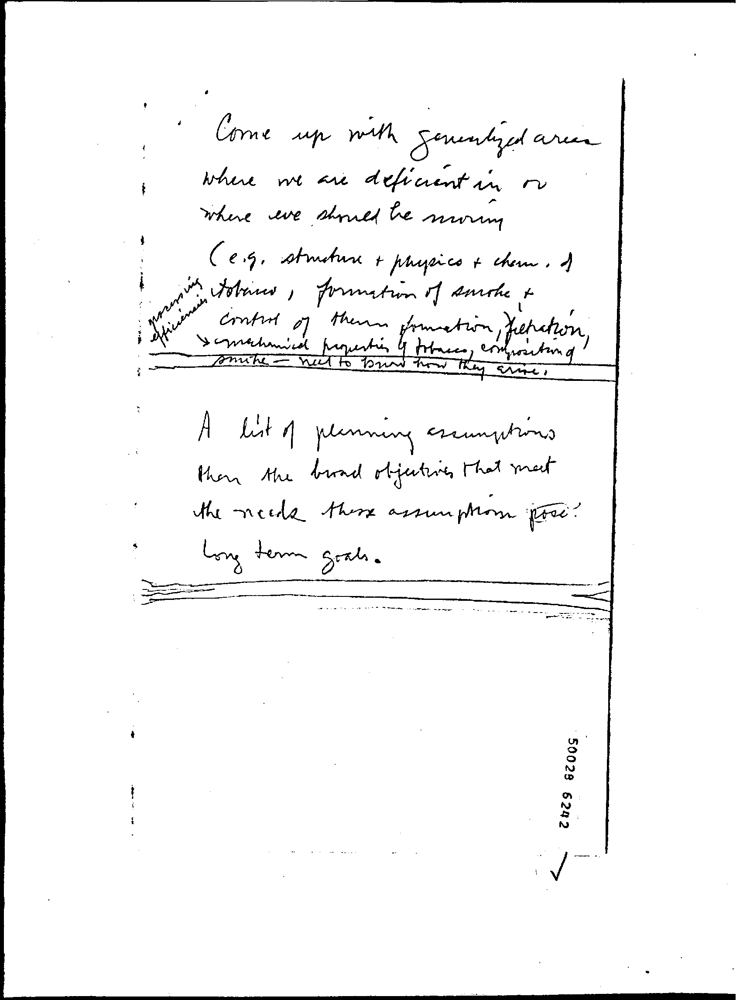 Come up with generalized areas
where we are deficient in or
where we should be moving
(e.g. structure + physics + chem. of
tobacco, formation of smoke +
control of them formation, filtration,
processing
efficiencies
mechanical properties of tobacco, composition of
smoke — need to know how they arise.
A list of planning assumptions
then the broad objectives that meet
the needs these assumptions pose.
Long term goals.
50028 6242